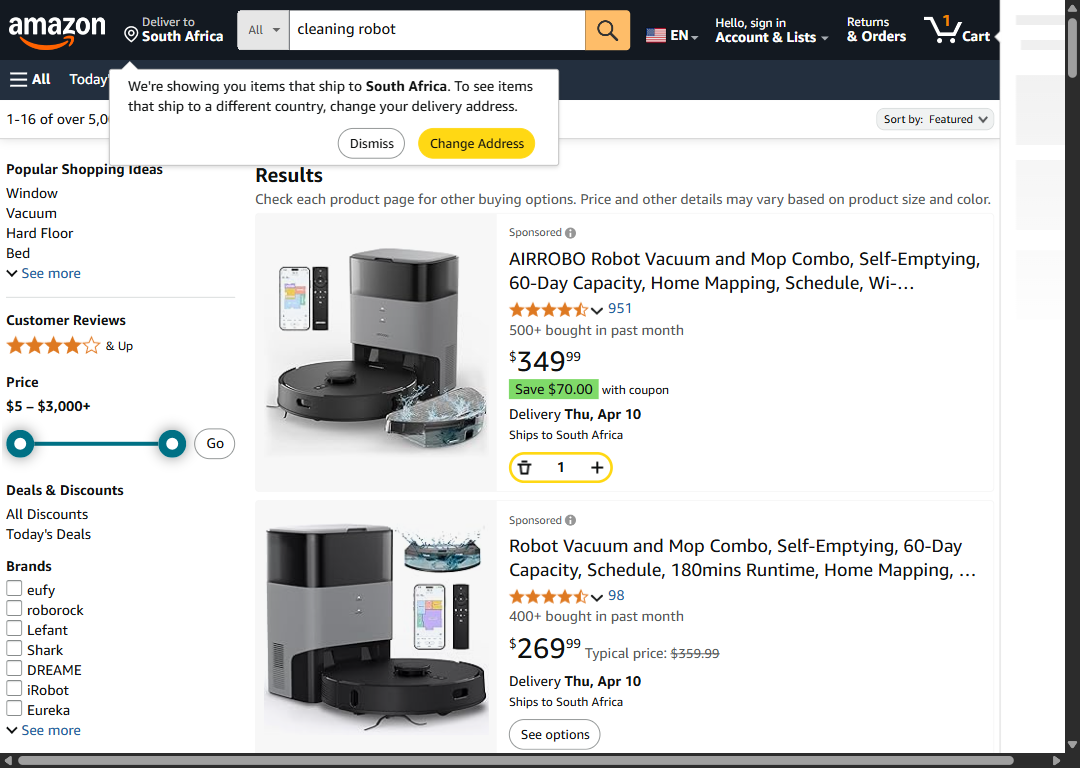 amazon
Deliver to
South Africa
All
cleaning robot
EN
Hello, sign in
Account & Lists
Returns
& Orders
1
Cart
All
Today'
We're showing you items that ship to South Africa. To see items
that ship to a different country, change your delivery address.
Dismiss
Change Address
1-16 of over 5,0
Sort by: Featured
Popular Shopping Ideas
Window
Vacuum
Hard Floor
Bed
See more
Customer Reviews
& Up
Price
$5 – $3,000+
Go
Deals & Discounts
All Discounts
Today's Deals
Brands
eufy
roborock
Lefant
Shark
DREAME
iRobot
Eureka
See more
Results
Check each product page for other buying options. Price and other details may vary based on product size and color.
Sponsored
AIRROBO Robot Vacuum and Mop Combo, Self-Emptying,
60-Day Capacity, Home Mapping, Schedule, Wi-…
951
500+ bought in past month
$349.99
Save $70.00 with coupon
Delivery Thu, Apr 10
Ships to South Africa
1
Sponsored
Robot Vacuum and Mop Combo, Self-Emptying, 60-Day
Capacity, Schedule, 180mins Runtime, Home Mapping, …
98
400+ bought in past month
$269.99 Typical price: $359.99
Delivery Thu, Apr 10
Ships to South Africa
See options